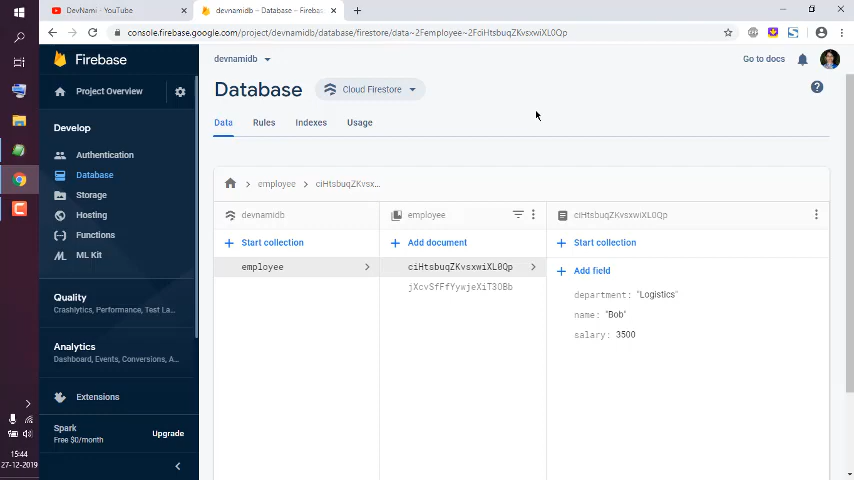 DevNami - YouTube
devnamidb – Database – Firebas
console.firebase.google.com/project/devnamidb/database/firestore/data~2Femployee~2FciHtsbuqZKvsxwiXL0Qp
Firebase
devnamidb
Go to docs
Project Overview
Database
Cloud Firestore
Develop
Data
Rules
Indexes
Usage
Authentication
Database
Storage
Hosting
Functions
ML Kit
employee
ciHtsbuqZKvsx...
devnamidb
employee
ciHtsbuqZKvsxwiXL0Qp
Start collection
Add document
Start collection
employee
ciHtsbuqZKvsxwiXL0Qp
jXcvSfFfYywjeXiT3OBb
Add field
department: "Logistics"
name: "Bob"
salary: 3500
Quality
Crashlytics, Performance, Test La...
Analytics
Dashboard, Events, Conversions, A...
Extensions
Spark
Free $0/month
Upgrade
15:44
27-12-2019